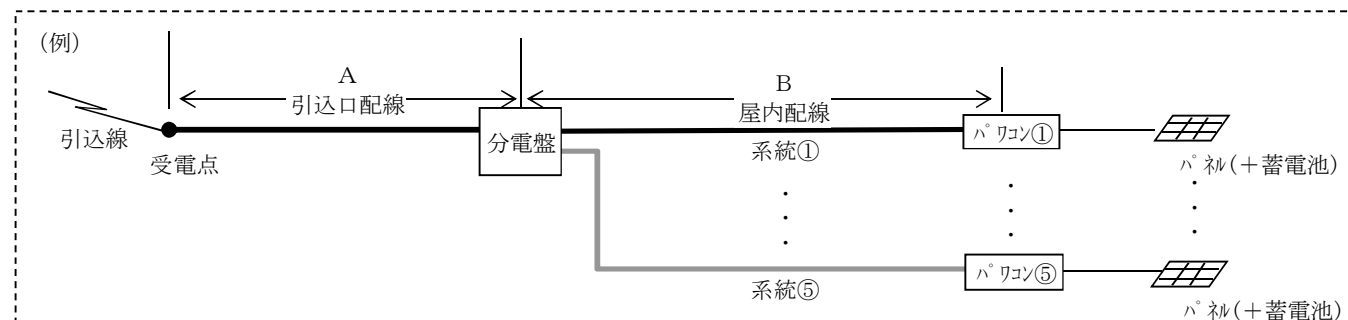 (例)
A
引込口配線
B
屋内配線
引込線
受電点
分電盤
系統①
ﾊﾟﾜｺﾝ①
ﾊﾟﾈﾙ(＋蓄電池)
系統⑤
ﾊﾟﾜｺﾝ⑤
ﾊﾟﾈﾙ(＋蓄電池)